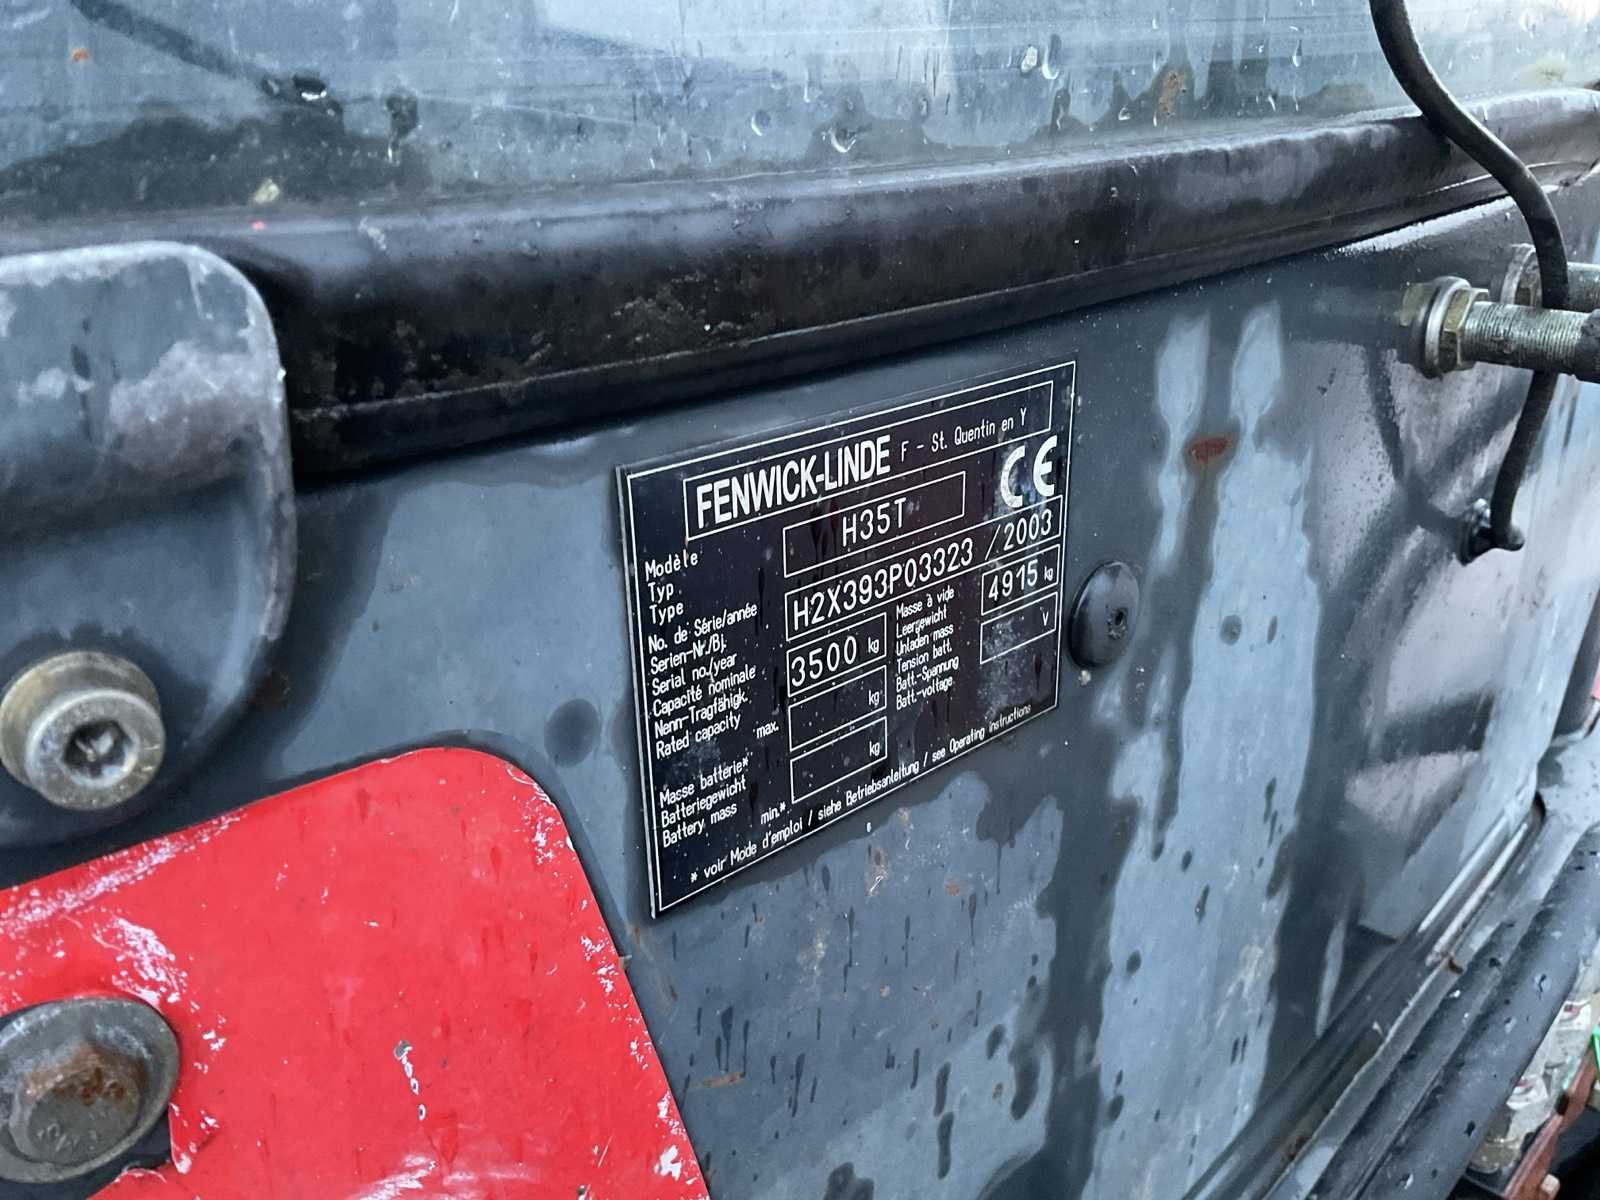 FENWICK-LINDE F - St. Quentin en Y
Modèle
Typ
Type
H35T
CE
No. de Série/année
Serien-Nr./Bj.
Serial no./year
H2X393P03323 / 2003
Capacité nominale
Nenn-Tragfähigk.
Rated capacity
3500 kg
Masse à vide
Leergewicht
Unladen mass
4915 kg
Tension batt.
Batt.-Spannung
Batt.-voltage
V
Masse batterie*
Batteriegewicht
Battery mass
max. kg
min.* kg
* voir Mode d'emploi / siehe Betriebsanleitung / see Operating instructions